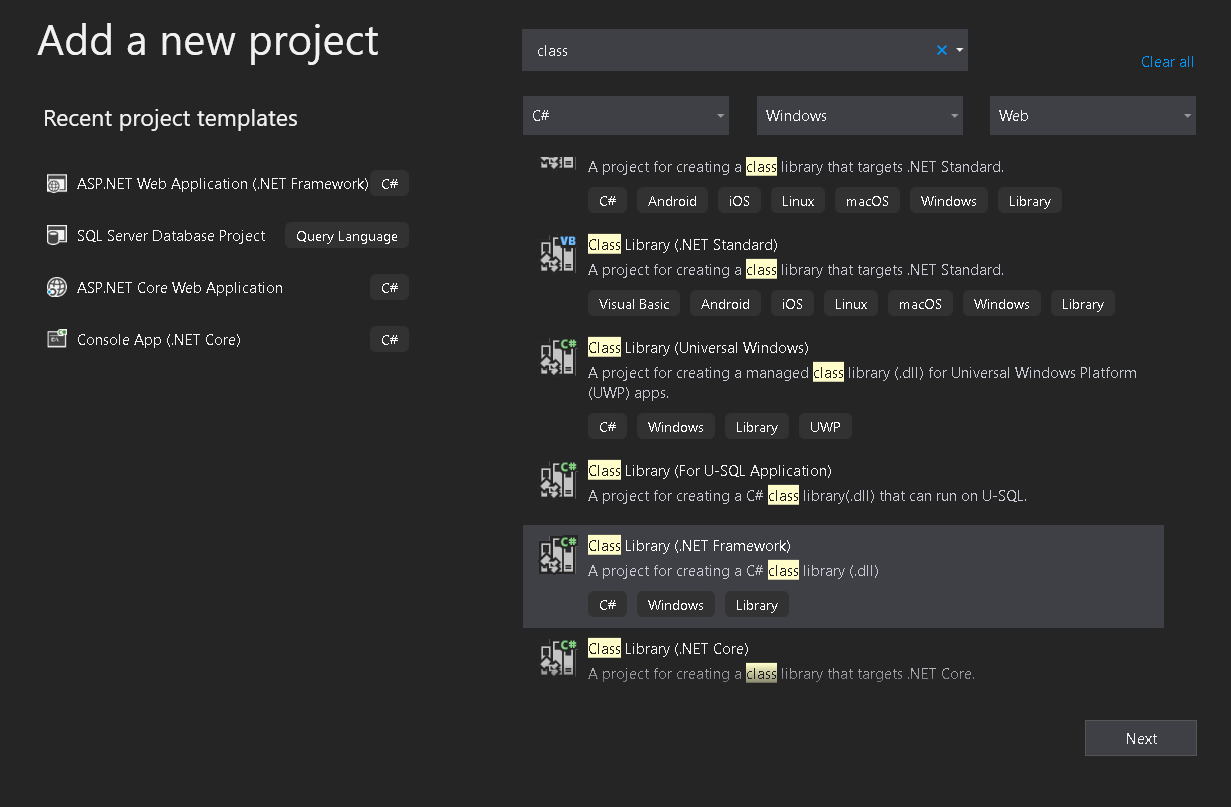 Add a new project
Recent project templates
ASP.NET Web Application (.NET Framework) C#
SQL Server Database Project Query Language
ASP.NET Core Web Application C#
Console App (.NET Core) C#
class
Clear all
C# Windows Web
A project for creating a class library that targets .NET Standard.
C# Android iOS Linux macOS Windows Library
VB
Class Library (.NET Standard)
A project for creating a class library that targets .NET Standard.
Visual Basic Android iOS Linux macOS Windows Library
C#
Class Library (Universal Windows)
A project for creating a managed class library (.dll) for Universal Windows Platform
(UWP) apps.
C# Windows Library UWP
C#
Class Library (For U-SQL Application)
A project for creating a C# class library(.dll) that can run on U-SQL.
C#
Class Library (.NET Framework)
A project for creating a C# class library (.dll)
C# Windows Library
C#
Class Library (.NET Core)
A project for creating a class library that targets .NET Core.
Next